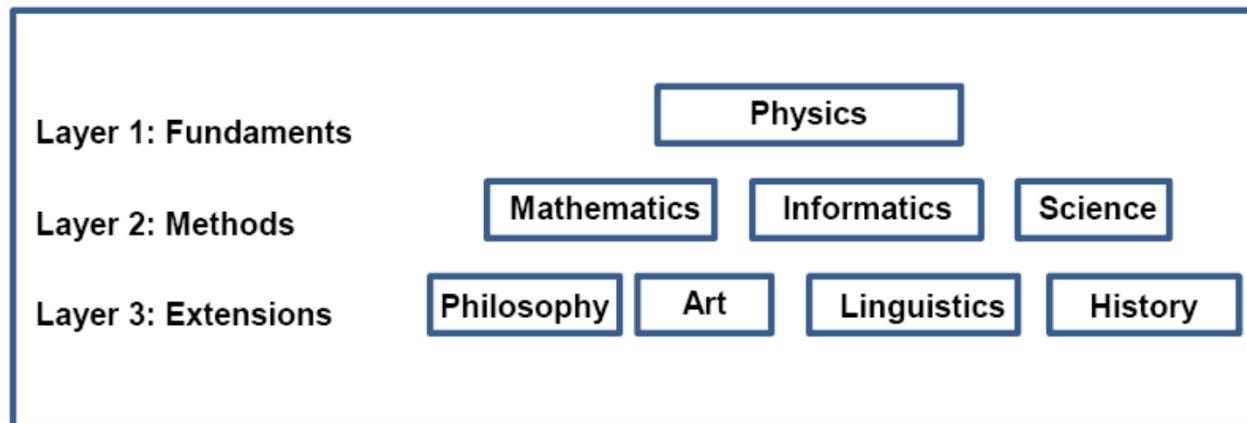 Physics
Layer 1: Fundaments
Mathematics Informatics Science
Layer 2: Methods
Philosophy Art Linguistics History
Layer 3: Extensions